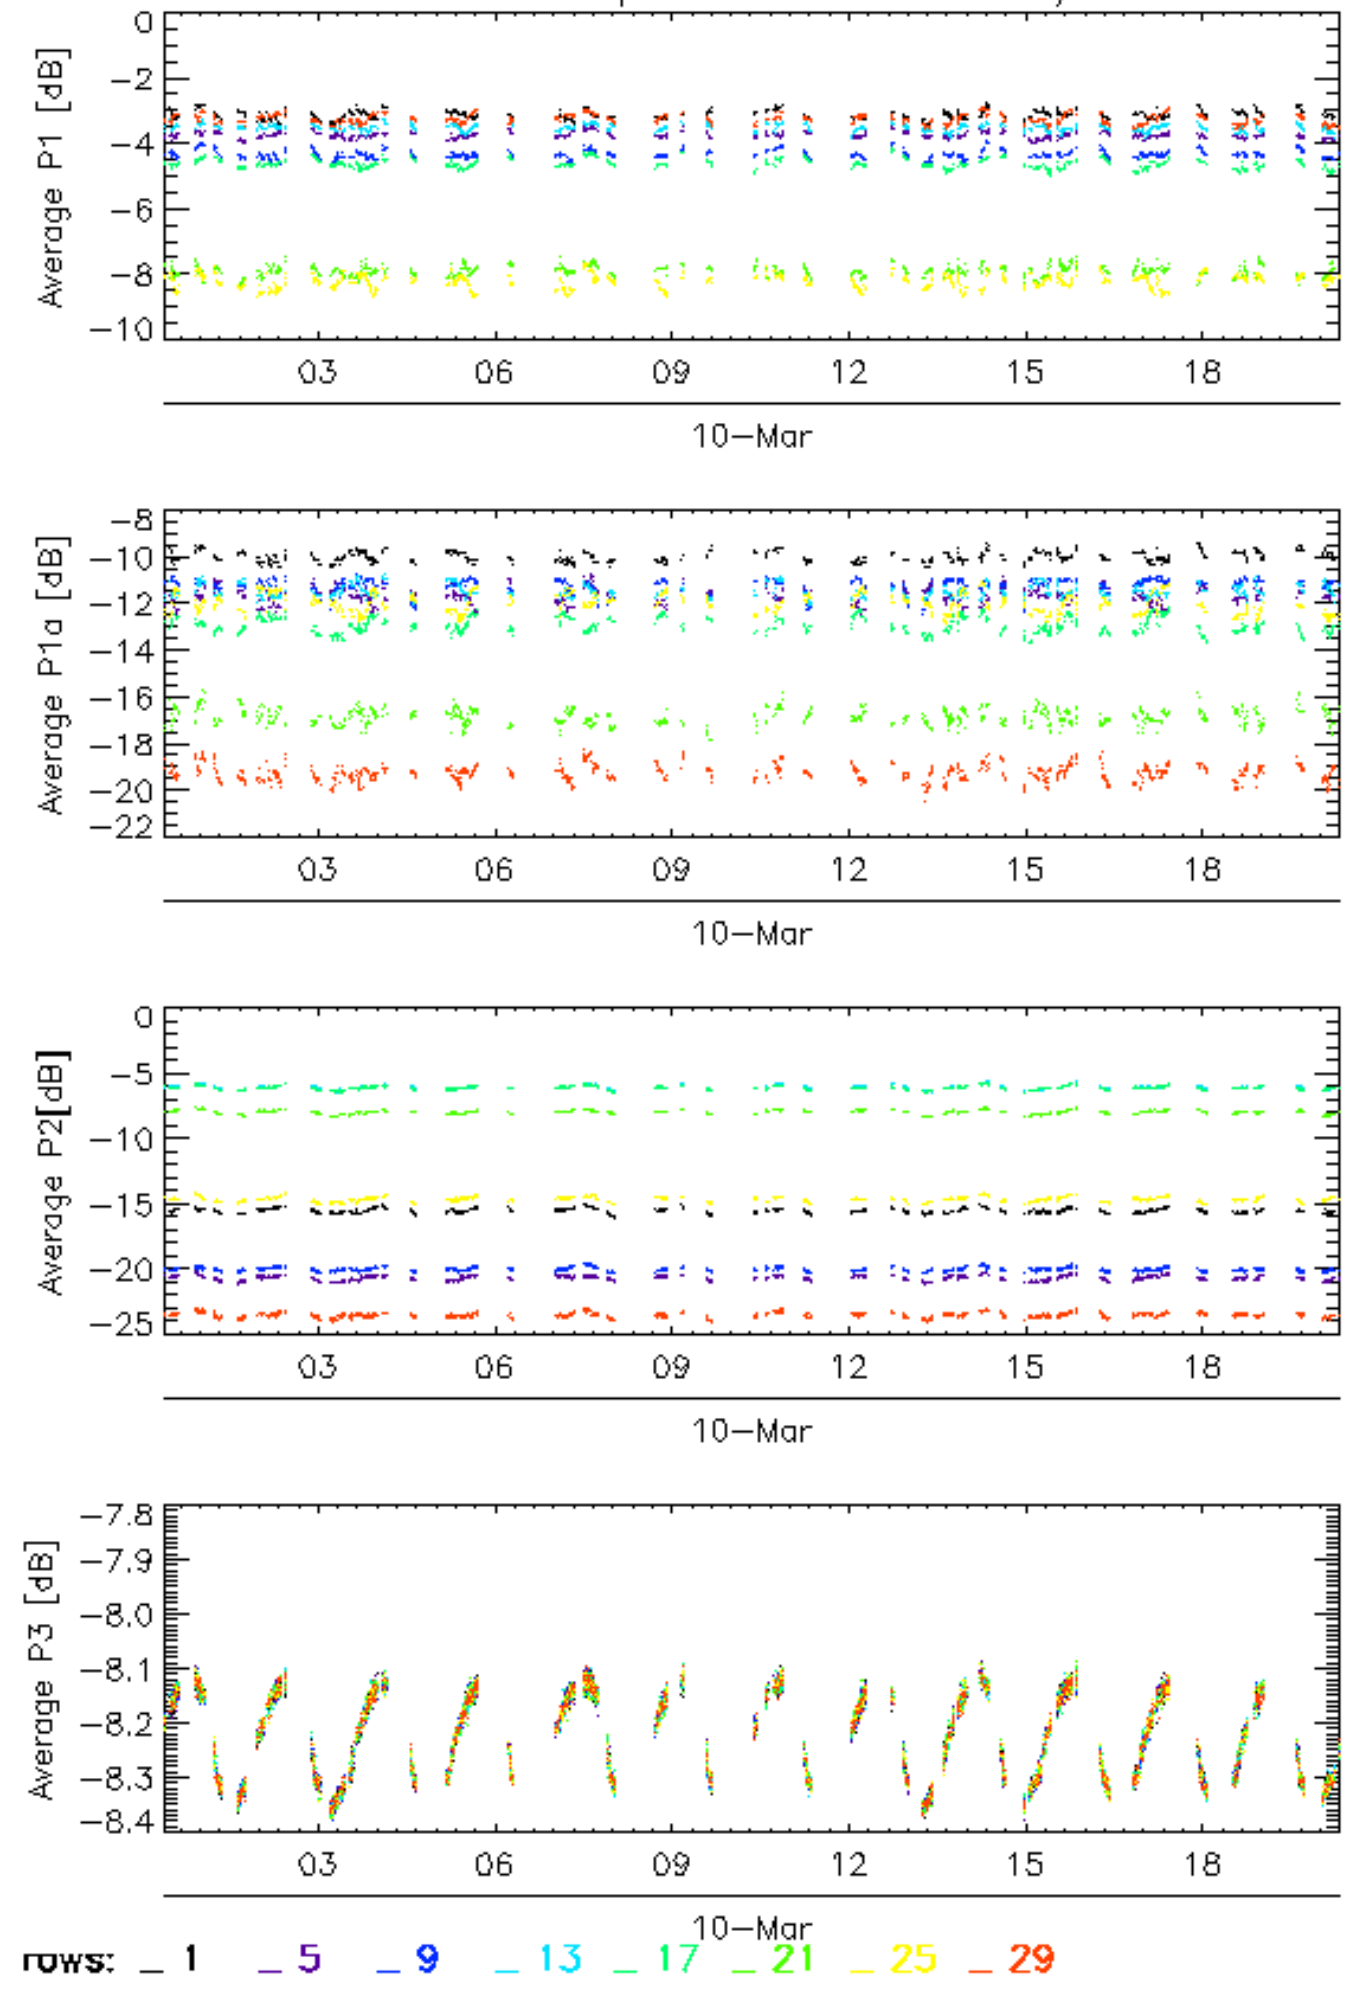 Average P1 [dB]
0
−2
−4
−6
−8
−10
03 06 09 12 15 18
10−Mar
Average P1a [dB]
−8
−10
−12
−14
−16
−18
−20
−22
03 06 09 12 15 18
10−Mar
Average P2[dB]
0
−5
−10
−15
−20
−25
03 06 09 12 15 18
10−Mar
Average P3 [dB]
−7.8
−7.9
−8.0
−8.1
−8.2
−8.3
−8.4
03 06 09 12 15 18
10−Mar
rows: _ 1 _ 5 _ 9 _ 13 _ 17 _ 21 _ 25 _ 29